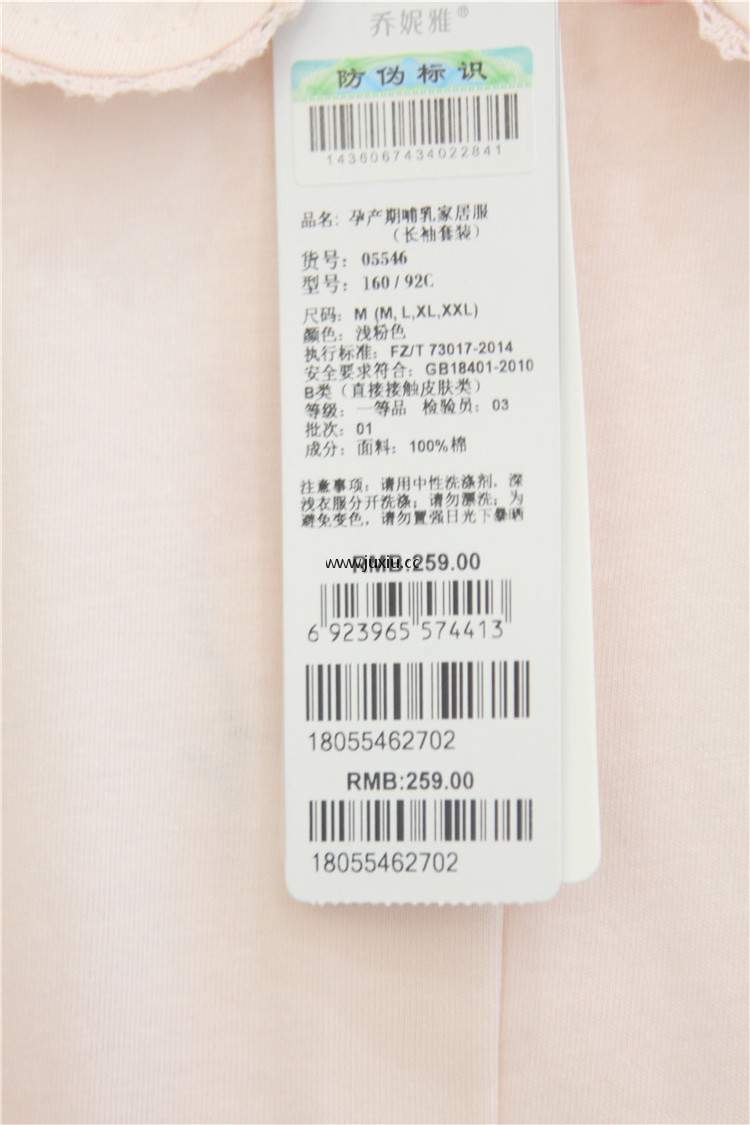 乔妮雅®
防伪标识
1436067434022841
品名: 孕产期哺乳家居服
（长袖套装）
货号: 05546
型号: 160 / 92C
尺码: M (M, L,XL,XXL)
颜色: 浅粉色
执行标准: FZ/T 73017-2014
安全要求符合: GB18401-2010
B类（直接接触皮肤类）
等级: 一等品 检验员: 03
批次: 01
成分: 面料: 100%棉
注意事项: 请用中性洗涤剂, 深
浅衣服分开洗涤; 请勿漂洗; 为
避免变色, 请勿置强日光下暴晒
www.juxiu.cc
RMB:259.00
6 923965 574413
18055462702
RMB:259.00
18055462702